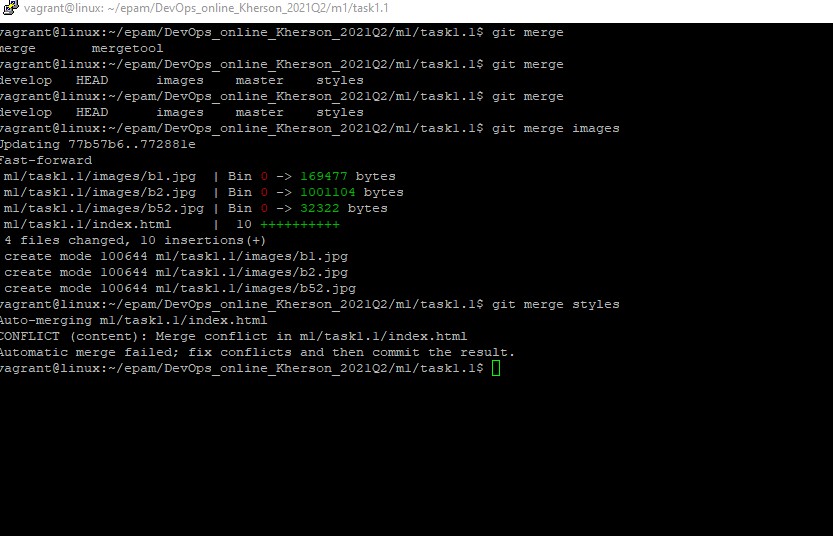 vagrant@linux: ~/epam/DevOps_online_Kherson_2021Q2/m1/task1.1
vagrant@linux:~/epam/DevOps_online_Kherson_2021Q2/m1/task1.1$ git merge
merge       mergetool
vagrant@linux:~/epam/DevOps_online_Kherson_2021Q2/m1/task1.1$ git merge
develop   HEAD      images    master    styles
vagrant@linux:~/epam/DevOps_online_Kherson_2021Q2/m1/task1.1$ git merge
develop   HEAD      images    master    styles
vagrant@linux:~/epam/DevOps_online_Kherson_2021Q2/m1/task1.1$ git merge images
Updating 77b57b6..772881e
Fast-forward
 m1/task1.1/images/b1.jpg  | Bin 0 -> 169477 bytes
 m1/task1.1/images/b2.jpg  | Bin 0 -> 1001104 bytes
 m1/task1.1/images/b52.jpg | Bin 0 -> 32322 bytes
 m1/task1.1/index.html     |  10 ++++++++++
 4 files changed, 10 insertions(+)
 create mode 100644 m1/task1.1/images/b1.jpg
 create mode 100644 m1/task1.1/images/b2.jpg
 create mode 100644 m1/task1.1/images/b52.jpg
vagrant@linux:~/epam/DevOps_online_Kherson_2021Q2/m1/task1.1$ git merge styles
Auto-merging m1/task1.1/index.html
CONFLICT (content): Merge conflict in m1/task1.1/index.html
Automatic merge failed; fix conflicts and then commit the result.
vagrant@linux:~/epam/DevOps_online_Kherson_2021Q2/m1/task1.1$